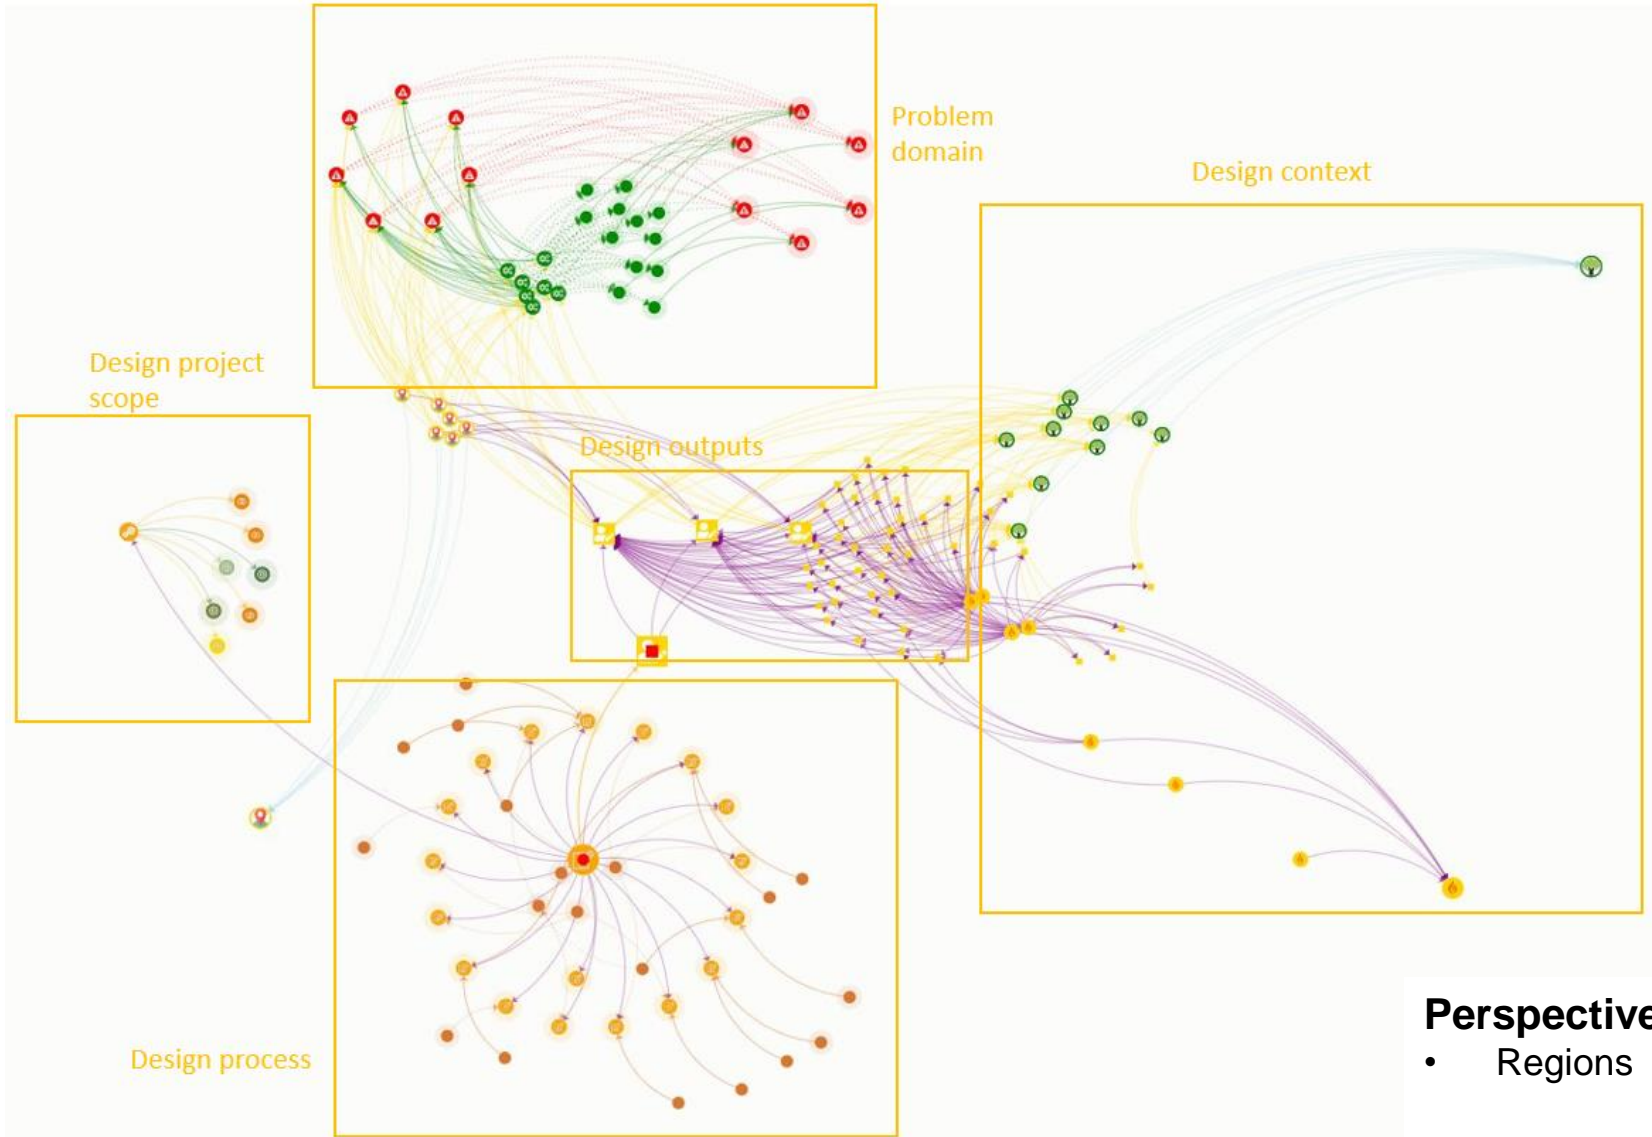 Problem
domain
Design context
Design project
scope
Design outputs
Design process
Perspective
• Regions